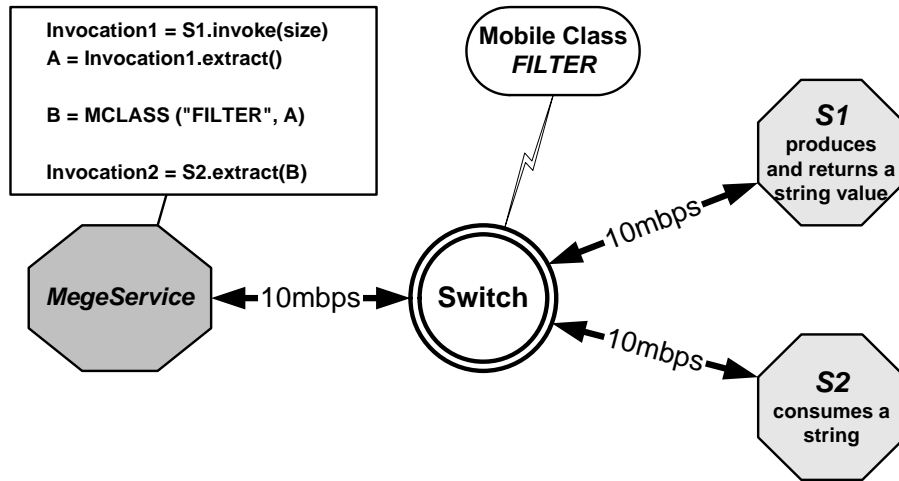 Invocation1 = S1.invoke(size)
A = Invocation1.extract()
B = MCLASS ("FILTER", A)
Invocation2 = S2.extract(B)
Mobile Class
FILTER
S1
produces
and returns a
string value
10mbps
MegeService
10mbps
Switch
10mbps
S2
consumes a
string